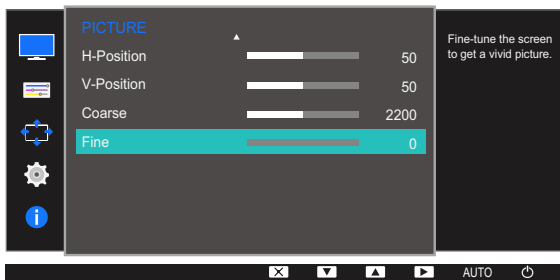 PICTURE
H-Position 50
V-Position 50
Coarse 2200
Fine 0
Fine-tune the screen
to get a vivid picture.
AUTO